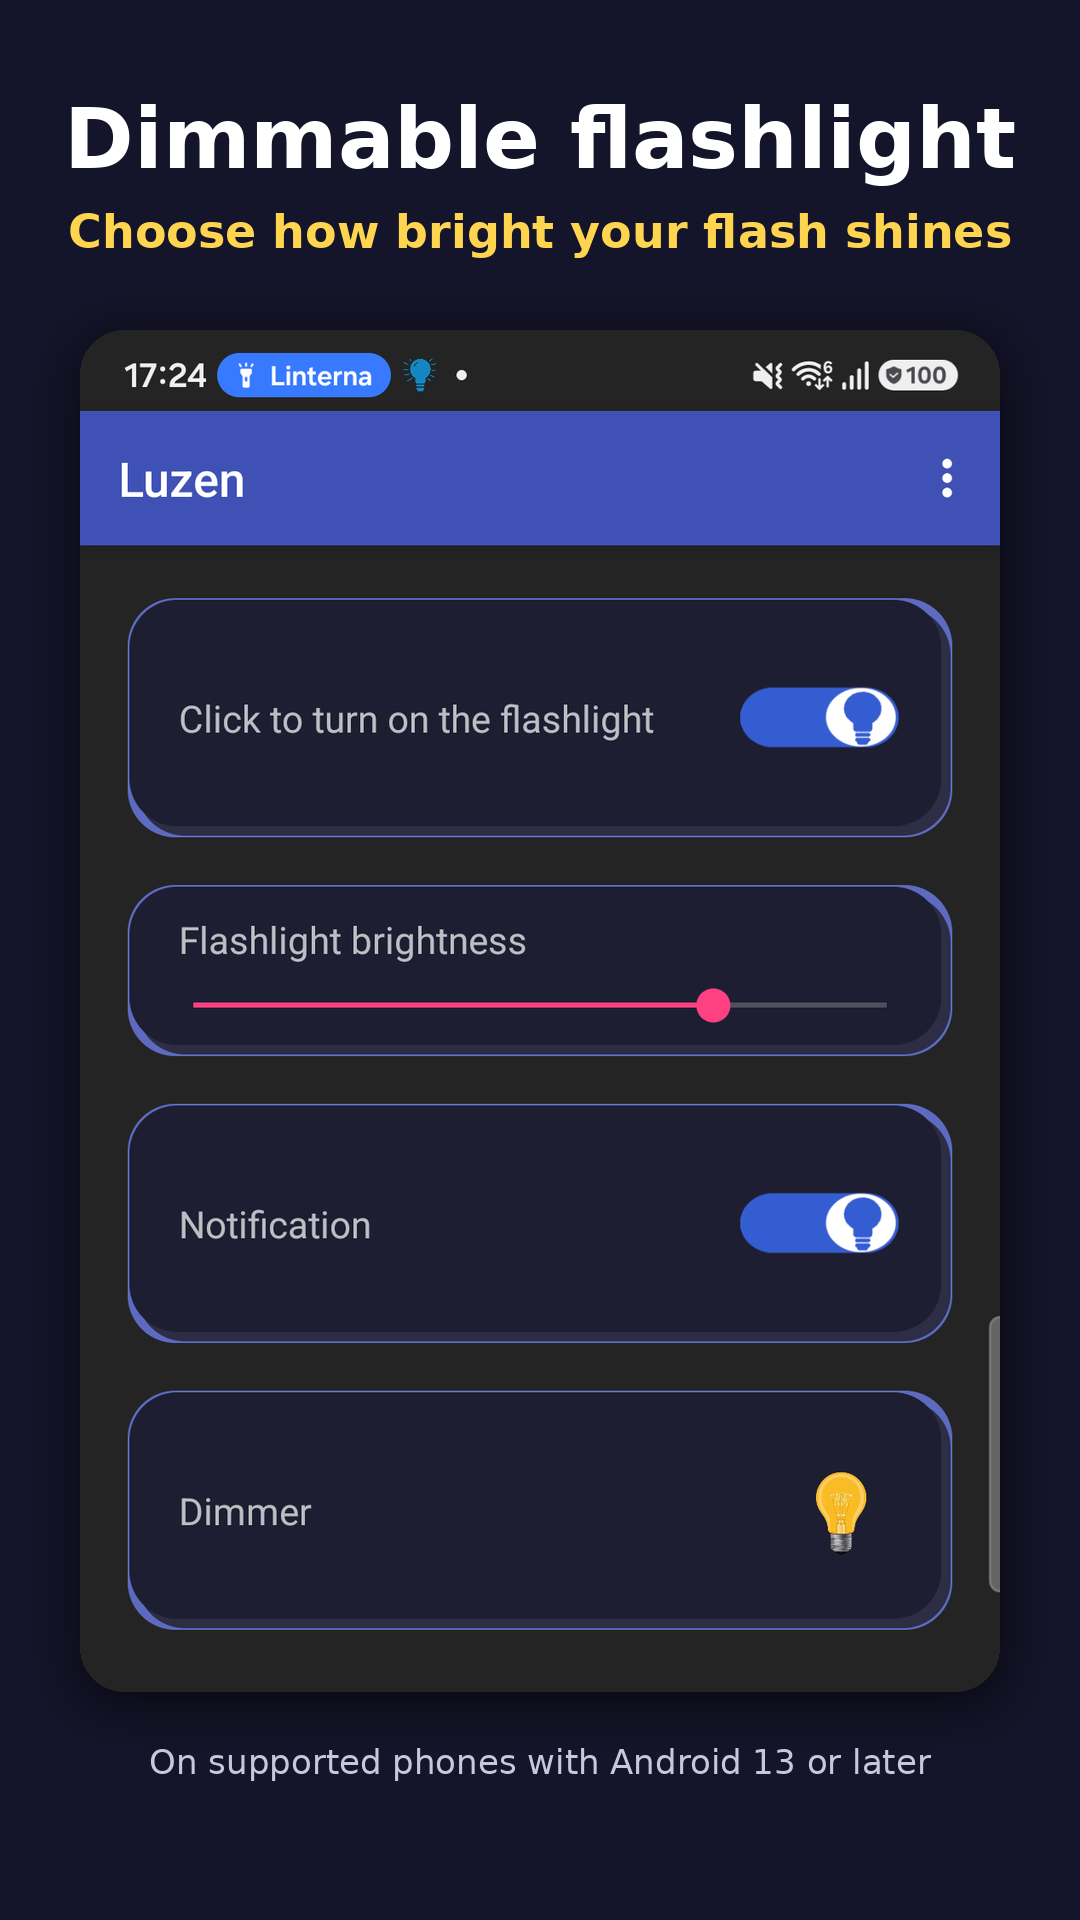 Dimmable flashlight
Choose how bright your flash shines
17:24 Linterna 6 100
Luzen
Click to turn on the flashlight
Flashlight brightness
Notification
Dimmer
On supported phones with Android 13 or later